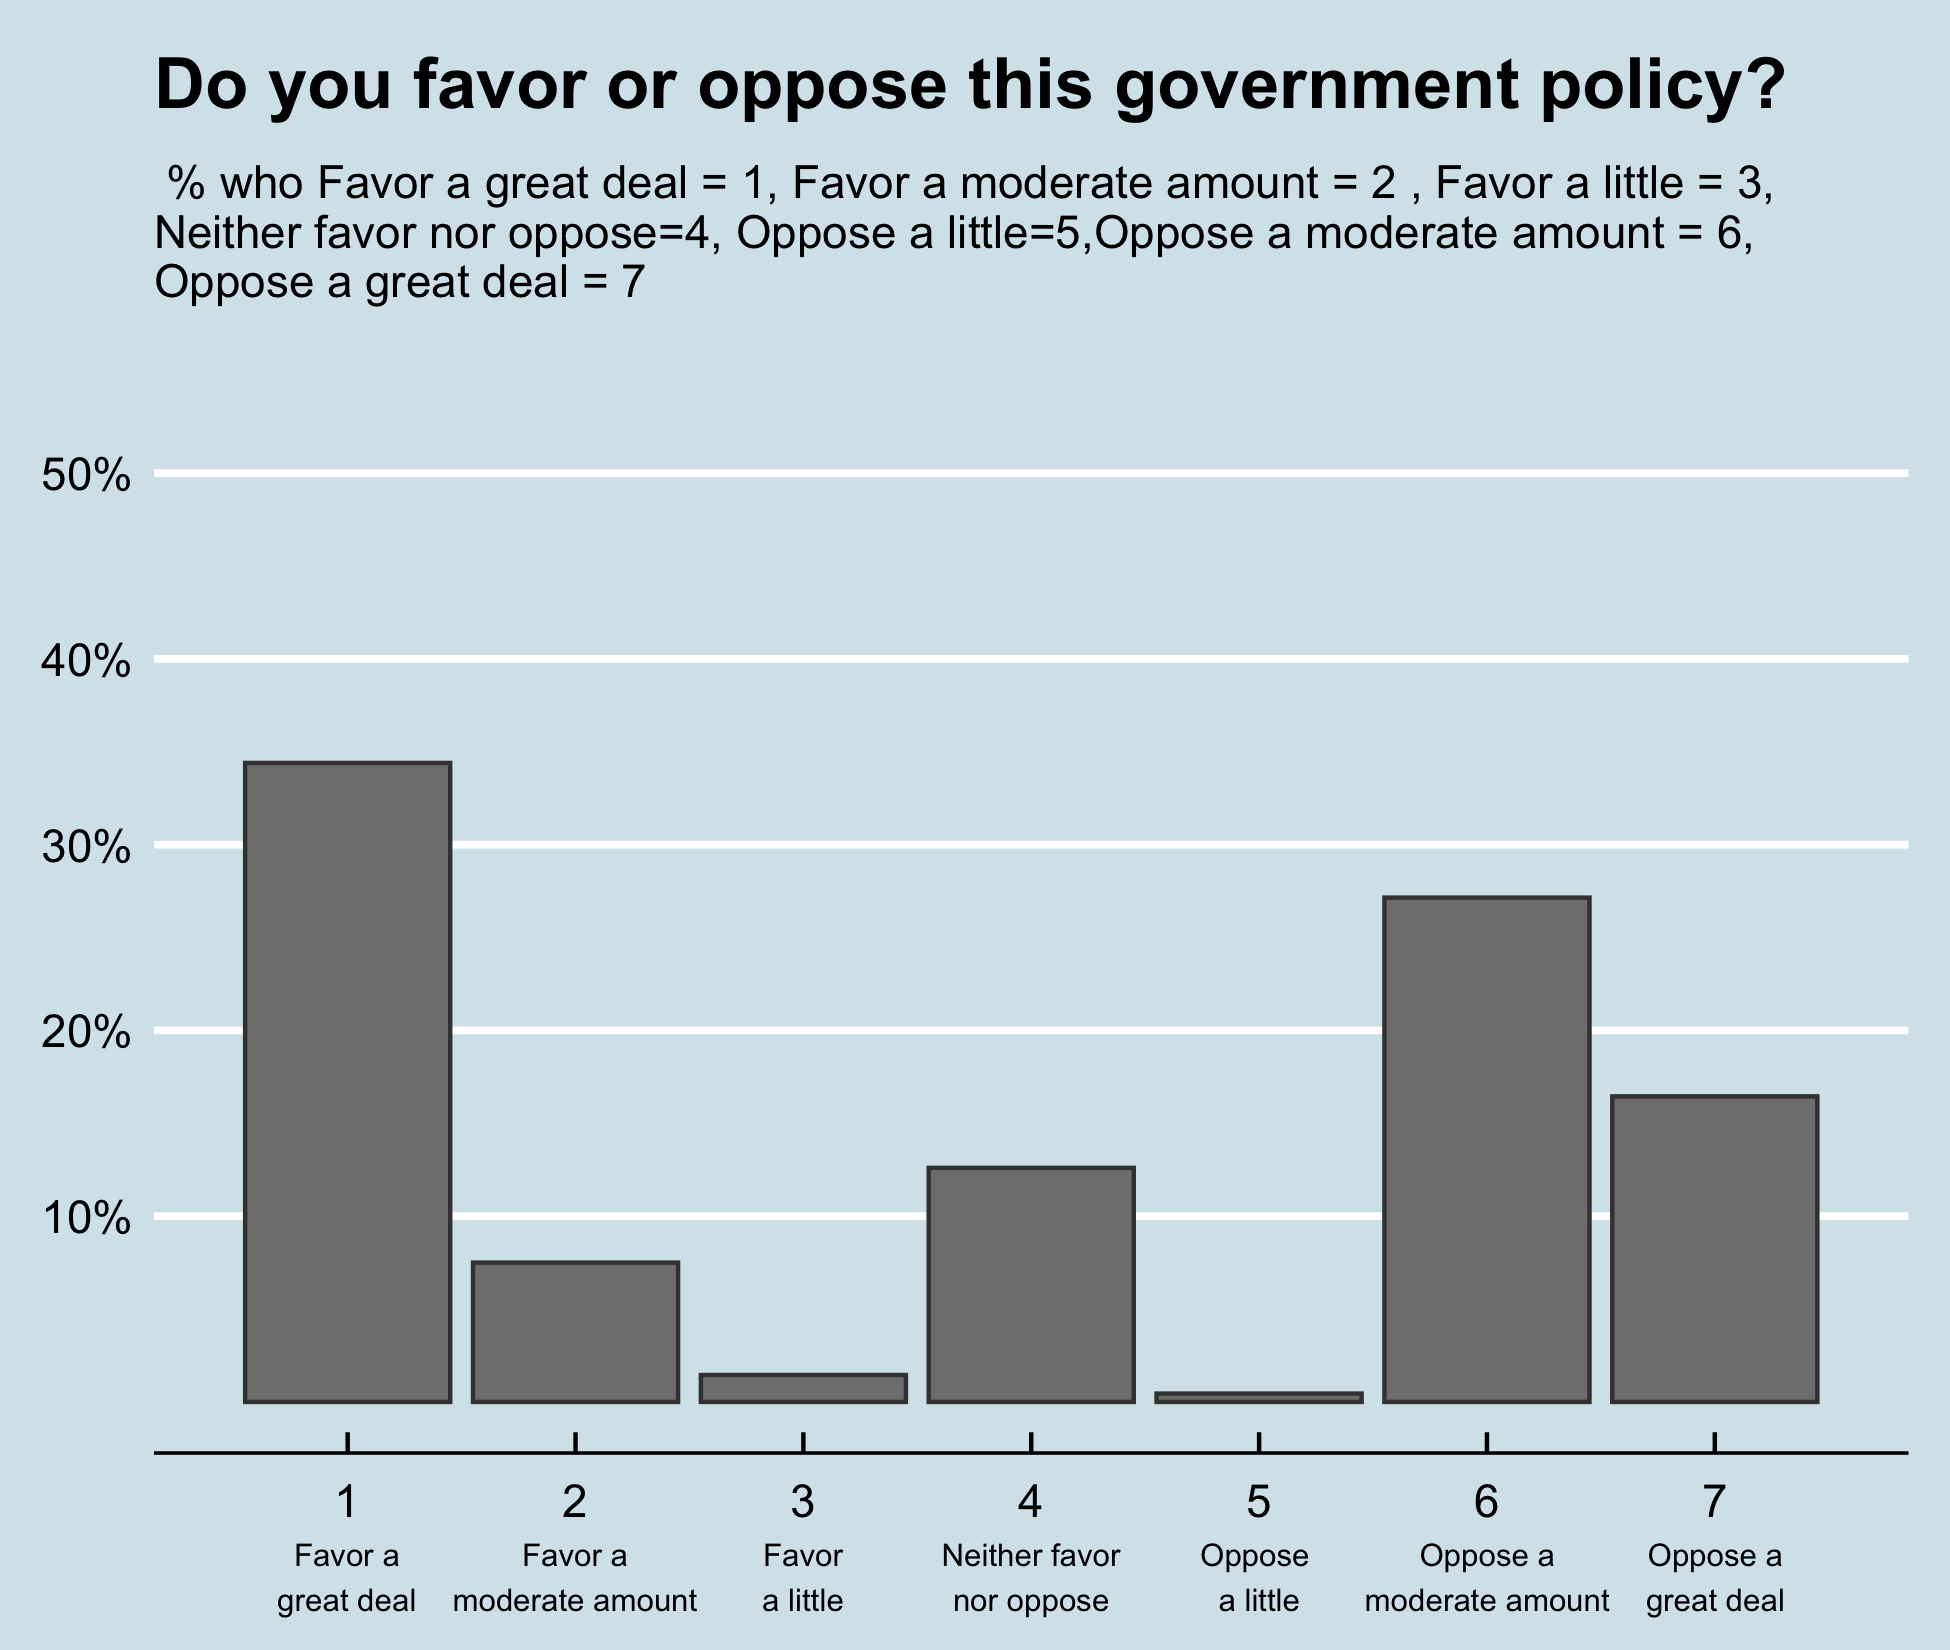 Do you favor or oppose this government policy?
% who Favor a great deal = 1, Favor a moderate amount = 2 , Favor a little = 3,
Neither favor nor oppose=4, Oppose a little=5,Oppose a moderate amount = 6,
Oppose a great deal = 7
50%
40%
30%
20%
10%
1 2 3 4 5 6 7
Favor a Favor a Favor Neither favor Oppose Oppose a Oppose a
great deal moderate amount a little nor oppose a little moderate amount great deal